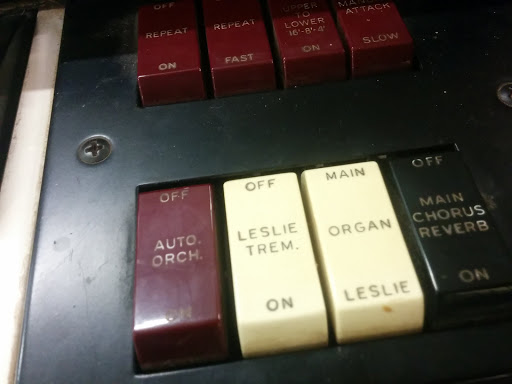 OFF
REPEAT
ON
REPEAT
FAST
UPPER
TO
LOWER
16'-8'-4'
ON
ATTACK
SLOW
OFF
AUTO.
ORCH.
ON
OFF
LESLIE
TREM.
ON
MAIN
ORGAN
LESLIE
OFF
MAIN
CHORUS
REVERB
ON